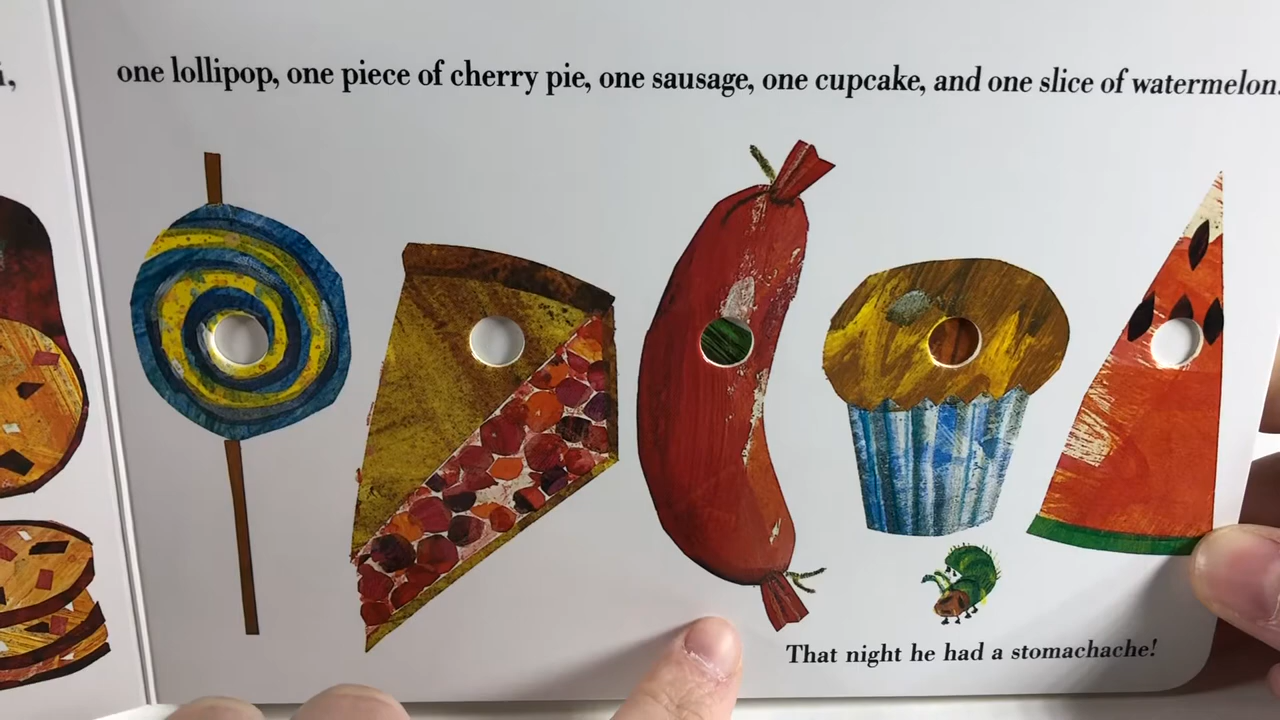 one lollipop, one piece of cherry pie, one sausage, one cupcake, and one slice of watermelon.
That night he had a stomachache!